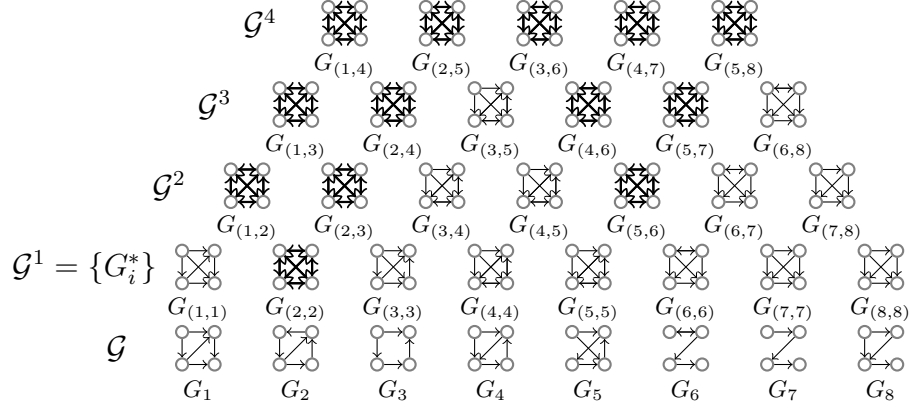 𝒢⁴
G₍₁,₄₎ G₍₂,₅₎ G₍₃,₆₎ G₍₄,₇₎ G₍₅,₈₎
𝒢³
G₍₁,₃₎ G₍₂,₄₎ G₍₃,₅₎ G₍₄,₆₎ G₍₅,₇₎ G₍₆,₈₎
𝒢²
G₍₁,₂₎ G₍₂,₃₎ G₍₃,₄₎ G₍₄,₅₎ G₍₅,₆₎ G₍₆,₇₎ G₍₇,₈₎
𝒢¹ = {Gᵢ*}
G₍₁,₁₎ G₍₂,₂₎ G₍₃,₃₎ G₍₄,₄₎ G₍₅,₅₎ G₍₆,₆₎ G₍₇,₇₎ G₍₈,₈₎
𝒢
G₁ G₂ G₃ G₄ G₅ G₆ G₇ G₈